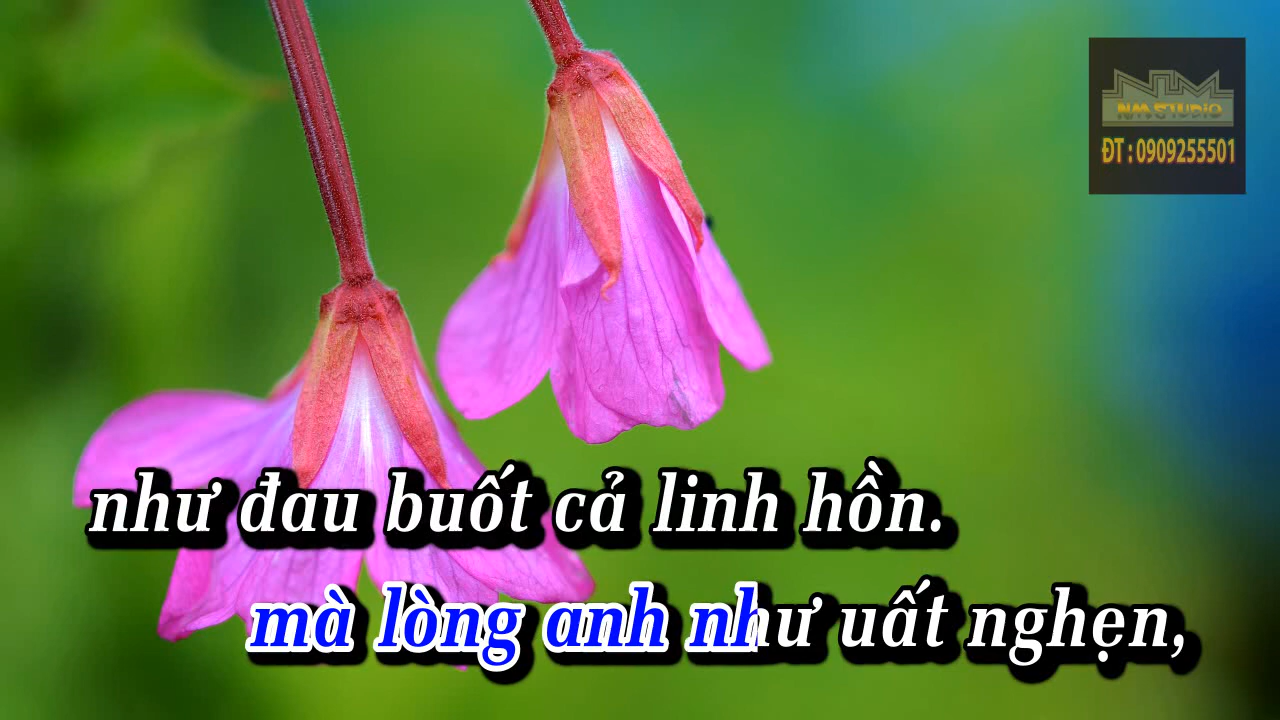 NM STUDIO
ĐT : 0909255501
như đau buốt cả linh hồn.
mà lòng anh như uất nghẹn,